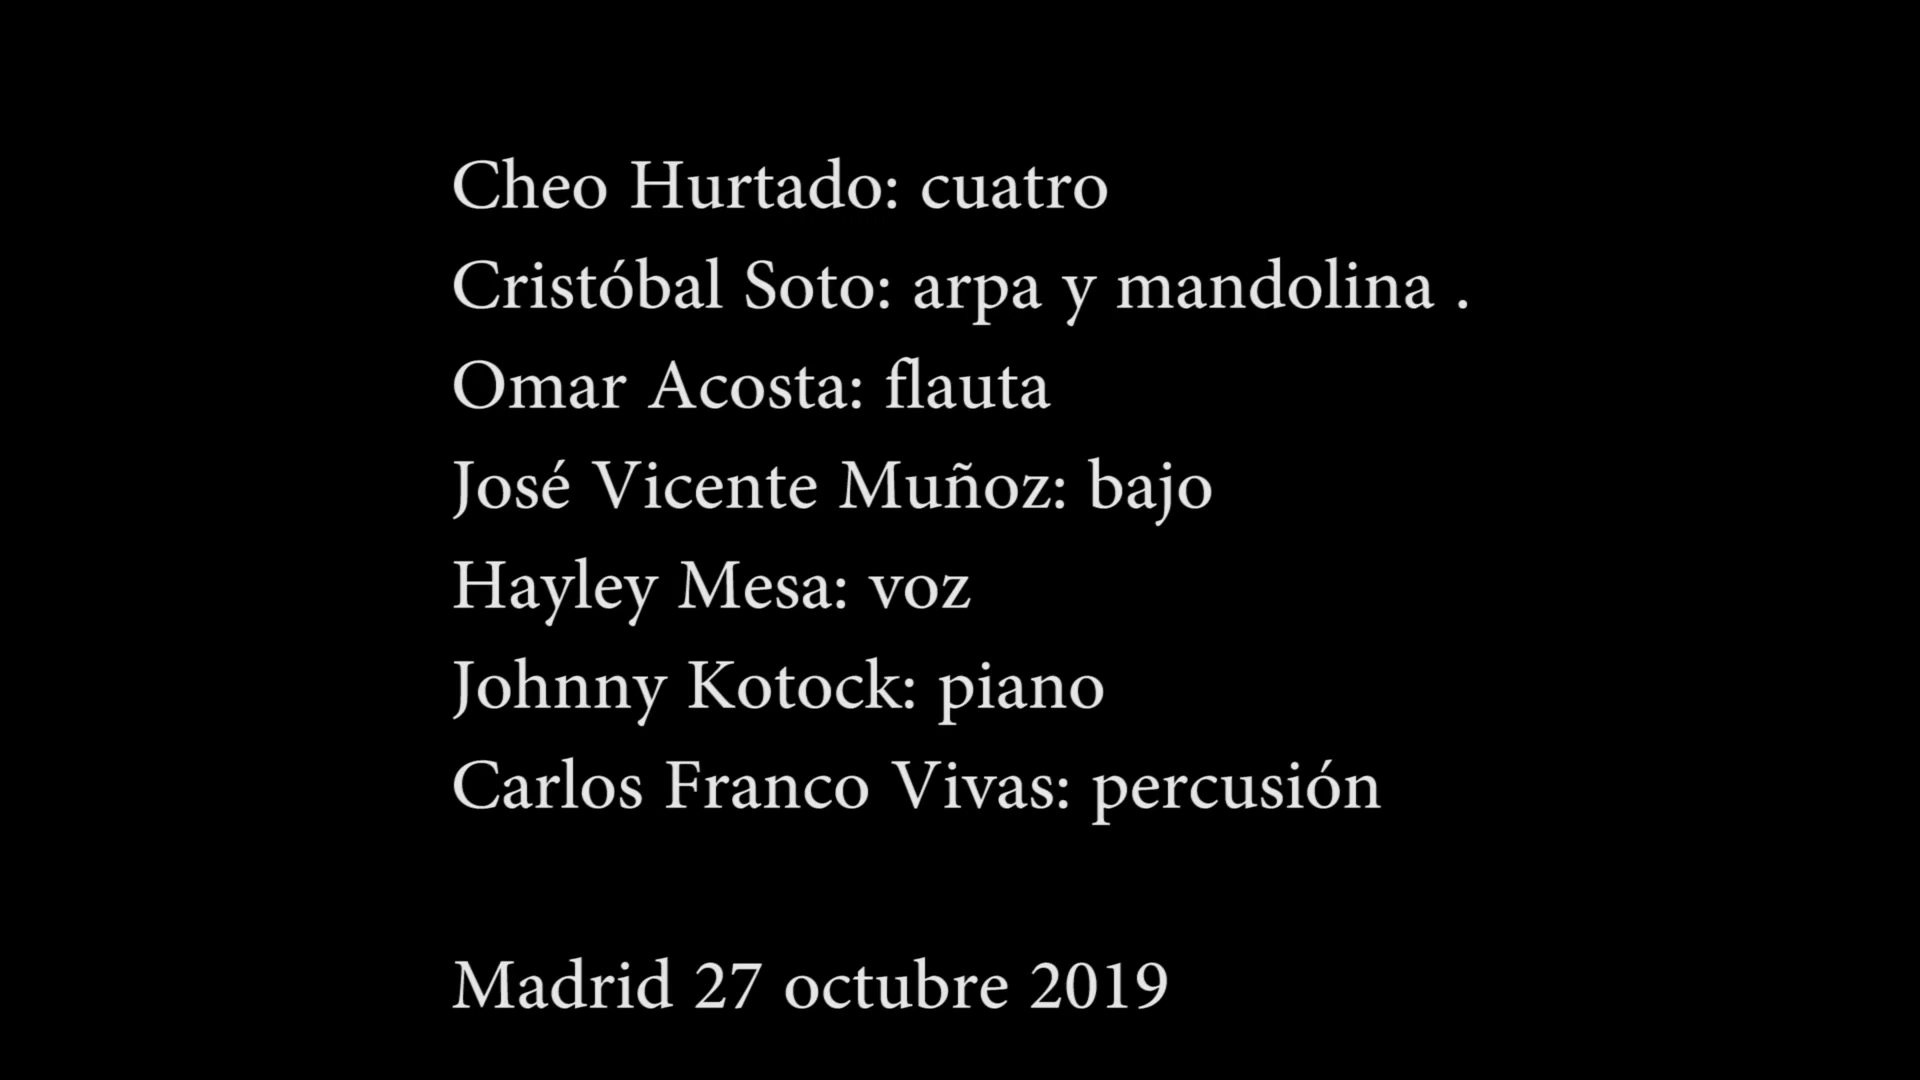 Cheo Hurtado: cuatro
Cristóbal Soto: arpa y mandolina .
Omar Acosta: flauta
José Vicente Muñoz: bajo
Hayley Mesa: voz
Johnny Kotock: piano
Carlos Franco Vivas: percusión
Madrid 27 octubre 2019